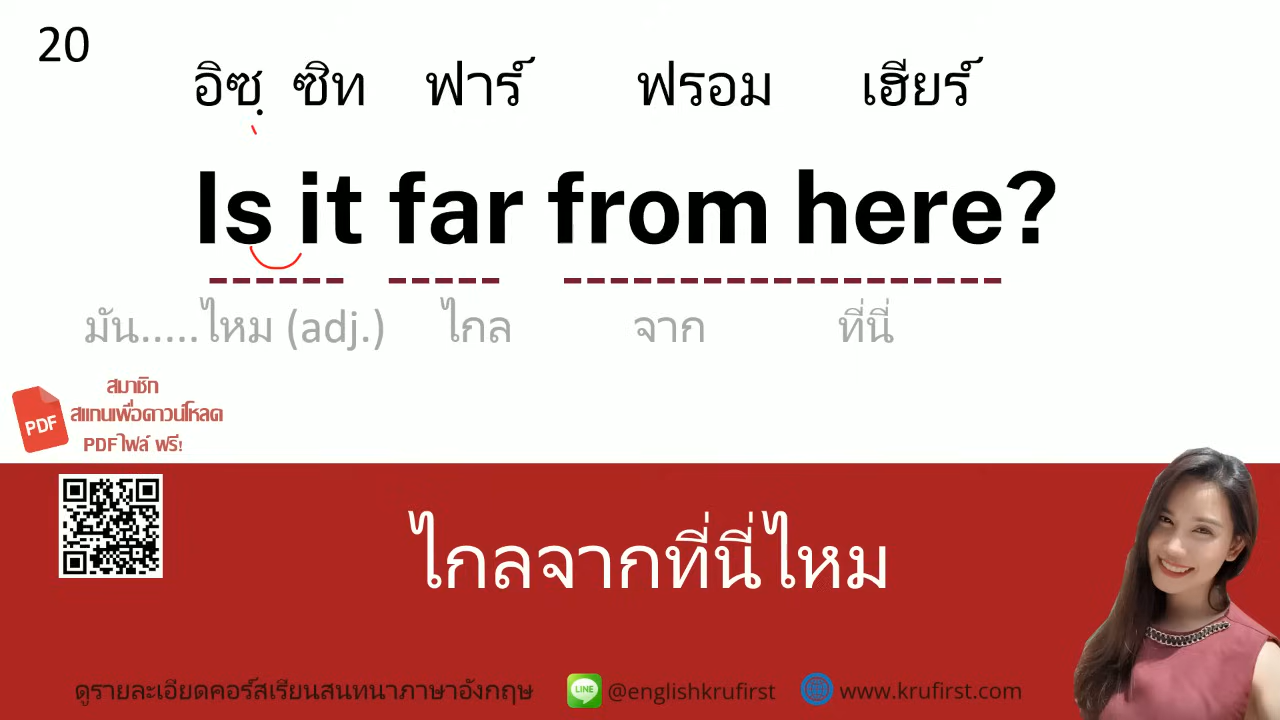 20
อิซฺ ซิท ฟาร์ ฟรอม เฮียร์
Is it far from here?
มัน.....ไหม (adj.) ไกล จาก ที่นี่
สมาชิก
สแกนเพื่อดาวน์โหลด
PDF
PDFไฟล์ ฟรี!
ไกลจากที่นี่ไหม
ดูรายละเอียดคอร์สเรียนสนทนาภาษาอังกฤษ LINE @englishkrufirst www.krufirst.com